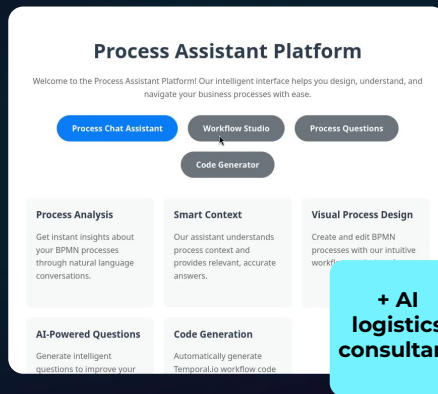 Process Assistant Platform
Welcome to the Process Assistant Platform! Our intelligent interface helps you design, understand, and
navigate your business processes with ease.
Process Chat Assistant
Workflow Studio
Process Questions
Code Generator
Process Analysis
Get instant insights about
your BPMN processes
through natural language
conversations.
Smart Context
Our assistant understands
process context and
provides relevant, accurate
answers.
Visual Process Design
Create and edit BPMN
processes with our intuitive
AI-Powered Questions
Generate intelligent
questions to improve your
Code Generation
Automatically generate
Temporal.io workflow code
+ AI
logistics